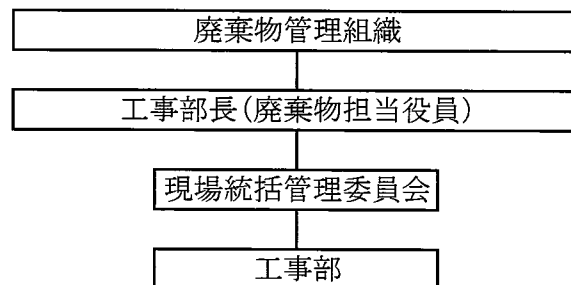 廃棄物管理組織
工事部長(廃棄物担当役員)
現場統括管理委員会
工事部